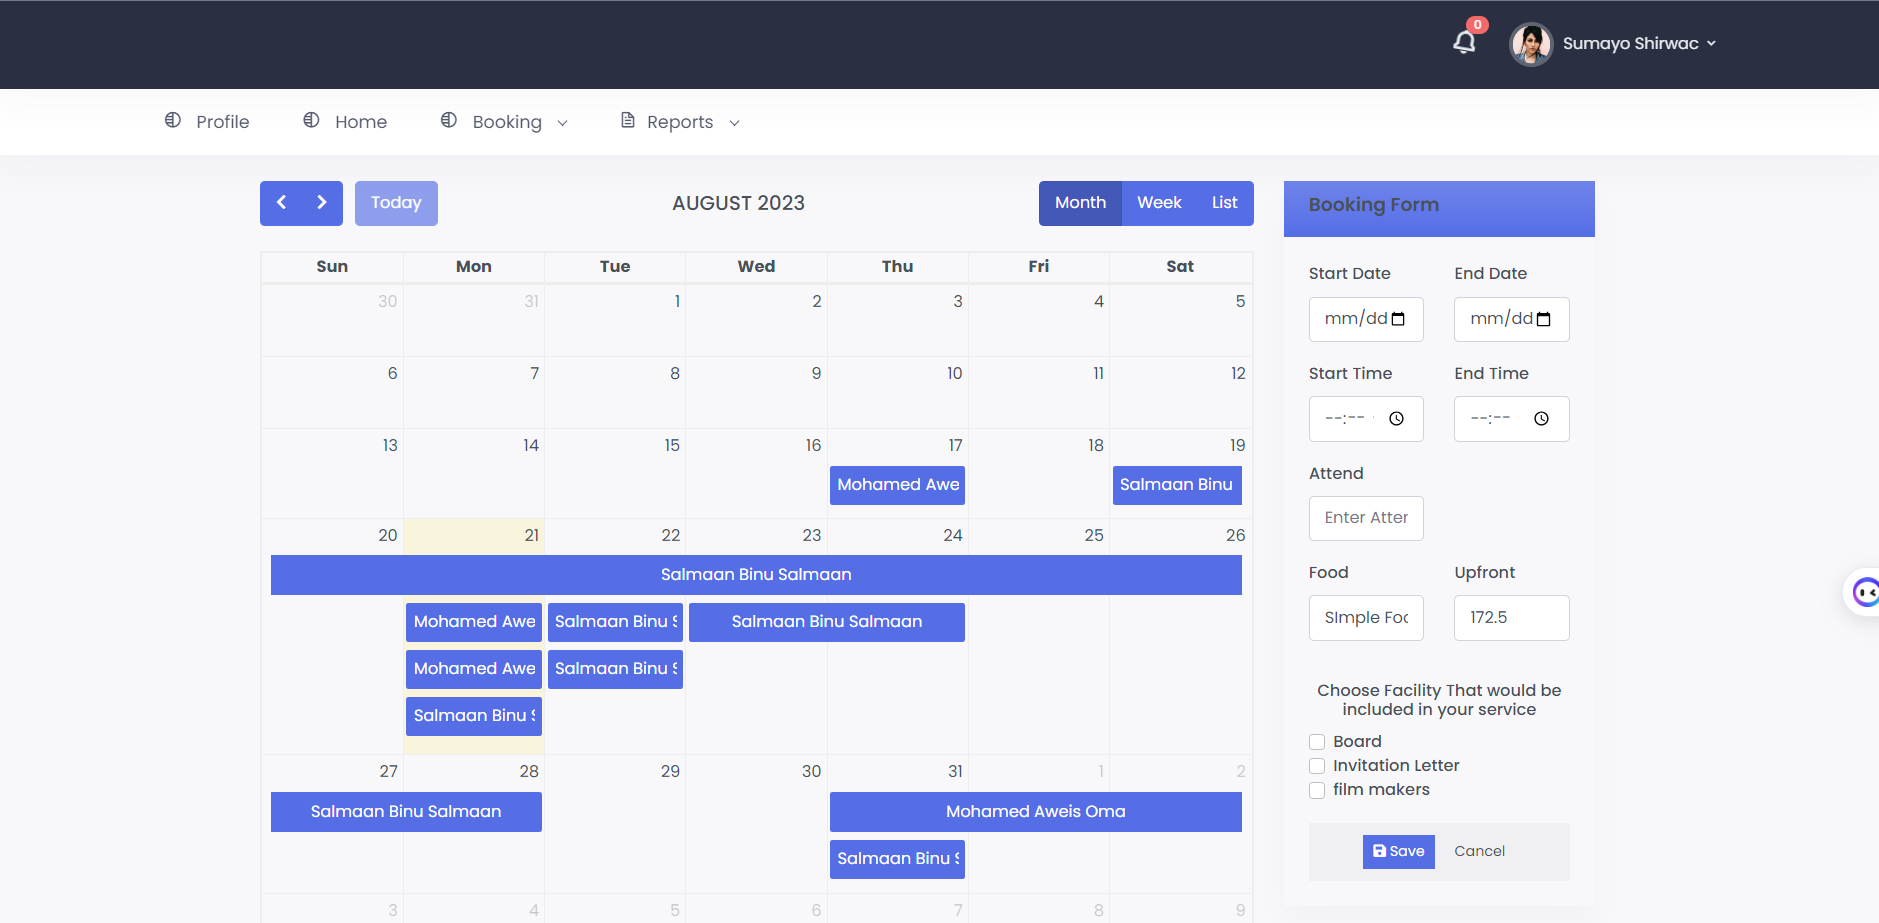 0
Sumayo Shirwac
Profile Home Booking Reports
Today AUGUST 2023 Month Week List
Sun Mon Tue Wed Thu Fri Sat
30 31 1 2 3 4 5
6 7 8 9 10 11 12
13 14 15 16 17 18 19
Mohamed Awe Salmaan Binu
20 21 22 23 24 25 26
Salmaan Binu Salmaan
Mohamed Awe Salmaan Binu Salmaan Binu Salmaan
Mohamed Awe Salmaan Binu
Salmaan Binu
27 28 29 30 31 1 2
Salmaan Binu Salmaan Mohamed Aweis Oma
Salmaan Binu
3 4 5 6 7 8 9
Booking Form
Start Date End Date
mm/dd mm/dd
Start Time End Time
--:-- --:--
Attend
Enter Atter
Food Upfront
SImple Foo 172.5
Choose Facility That would be
included in your service
Board
Invitation Letter
film makers
Save Cancel